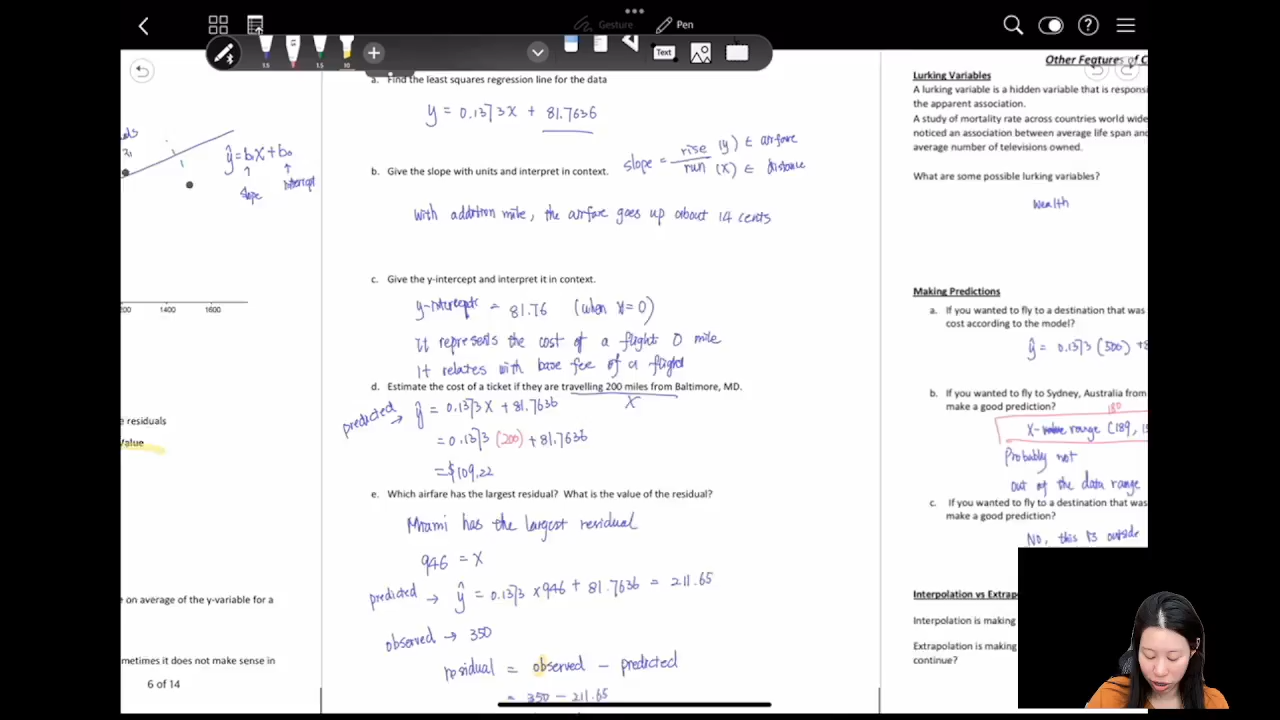 Gesture
Pen
1.5
1.5
10
Text
ŷ = b₁x + b₀
slope
intercept
200 1400 1600
e residuals
Value
e on average of the y-variable for a
metimes it does not make sense in
6 of 14
a. Find the least squares regression line for the data
y = 0.1373x + 81.7636
b. Give the slope with units and interpret in context.
slope = rise (y) ← airfare
run (x) ← distance
with addition mile, the airfare goes up about 14 cents
c. Give the y-intercept and interpret it in context.
y-intercept = 81.76 (when x=0)
It represents the cost of a flight 0 mile
It relates with base fee of a flight
d. Estimate the cost of a ticket if they are travelling 200 miles from Baltimore, MD.
x
predicted → ŷ = 0.1373x + 81.7636
= 0.1373 (200) + 81.7636
= $109.22
e. Which airfare has the largest residual? What is the value of the residual?
Miami has the largest residual
946 = x
predicted → ŷ = 0.1373 x 946 + 81.7636 = 211.65
observed → 350
residual = observed − predicted
= 350 − 211.65
Other Features of C
Lurking Variables
A lurking variable is a hidden variable that is respons
the apparent association.
A study of mortality rate across countries world wide
noticed an association between average life span and
average number of televisions owned.
What are some possible lurking variables?
wealth
Making Predictions
a. If you wanted to fly to a destination that was
cost according to the model?
ŷ = 0.1373 (500) +8
b. If you wanted to fly to Sydney, Australia from
make a good prediction?
180
range (189, 1
Probably not
out of the data range
c. If you wanted to fly to a destination that was
make a good prediction?
No, this is outside
Interpolation vs Extrapo
Interpolation is making
Extrapolation is making
continue?